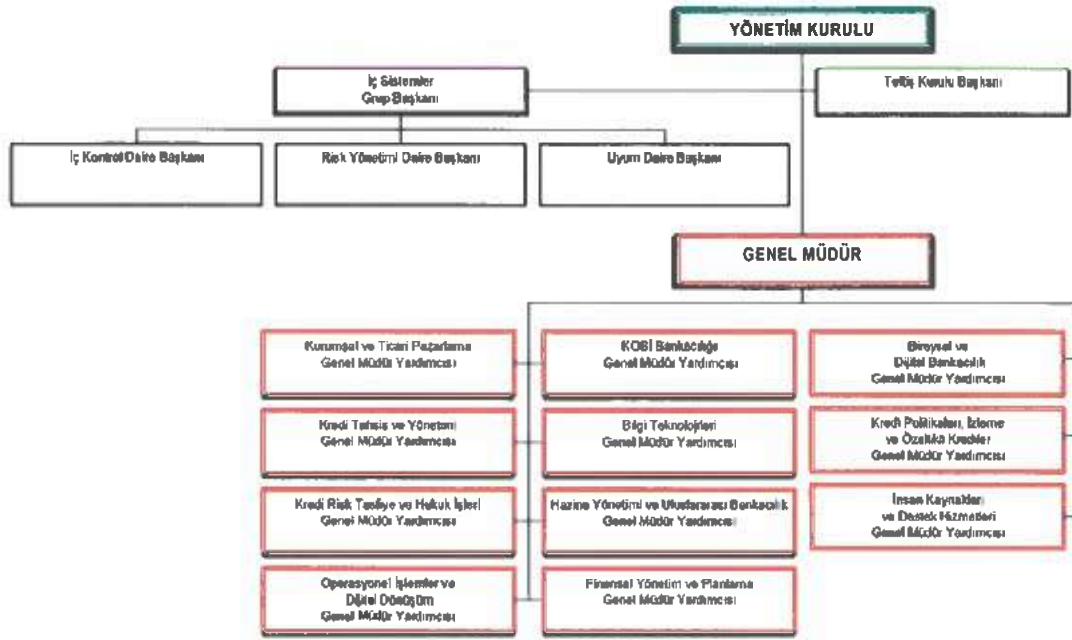 YÖNETİM KURULU
İç Sistemler
Grup Başkanı
Teftiş Kurulu Başkanı
İç Kontrol Daire Başkanı
Risk Yönetimi Daire Başkanı
Uyum Daire Başkanı
GENEL MÜDÜR
Kurumsal ve Ticari Pazarlama
Genel Müdür Yardımcısı
KOBİ Bankacılığı
Genel Müdür Yardımcısı
Bireysel ve
Dijital Bankacılık
Genel Müdür Yardımcısı
Kredi Tahsis ve Yönetimi
Genel Müdür Yardımcısı
Bilgi Teknolojileri
Genel Müdür Yardımcısı
Kredi Politikaları, İzleme
ve Özellikli Krediler
Genel Müdür Yardımcısı
Kredi Risk Tasfiye ve Hukuk İşleri
Genel Müdür Yardımcısı
Hazine Yönetimi ve Uluslararası Bankacılık
Genel Müdür Yardımcısı
İnsan Kaynakları
ve Destek Hizmetleri
Genel Müdür Yardımcısı
Operasyonel İşlemler ve
Dijital Dönüşüm
Genel Müdür Yardımcısı
Finansal Yönetim ve Planlama
Genel Müdür Yardımcısı